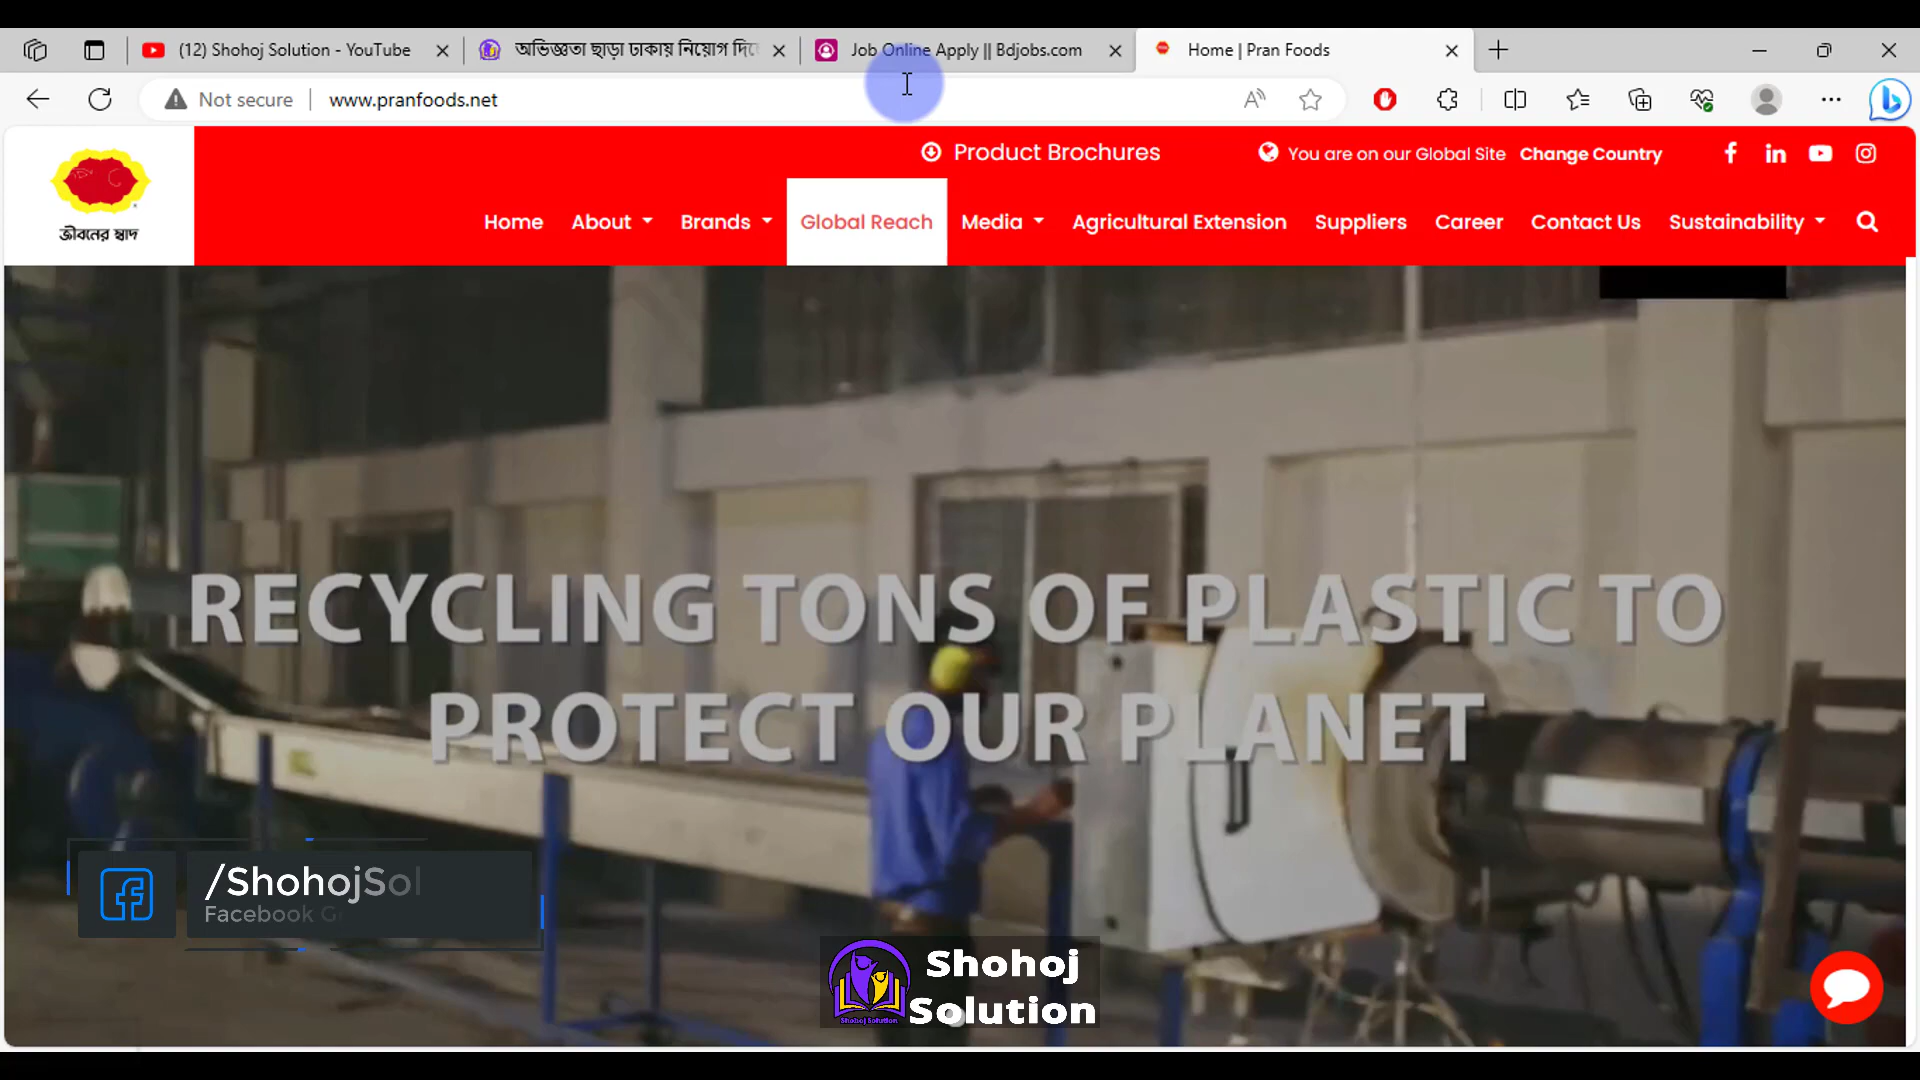 (12) Shohoj Solution - YouTube
অভিজ্ঞতা ছাড়া ঢাকায় নিয়োগ
Job Online Apply || Bdjobs.com
Home | Pran Foods
Not secure
www.pranfoods.net
Product Brochures
You are on our Global Site Change Country
জীবনের স্বাদ
Home About Brands Global Reach Media Agricultural Extension Suppliers Career Contact Us Sustainability
RECYCLING TONS OF PLASTIC TO
PROTECT OUR PLANET
/ShohojSol
Facebook
Shohoj
Solution
Shohoj Solution